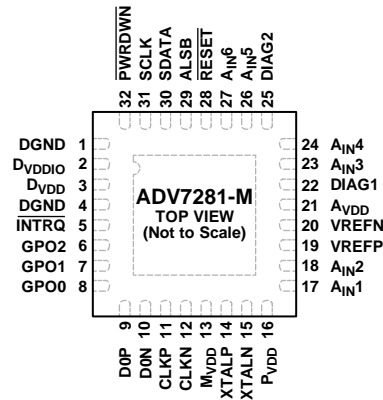 PWRDWN
SCLK
SDATA
ALSB
RESET
AIN6
AIN5
DIAG2
32 31 30 29 28 27 26 25
DGND 1
DVDDIO 2
DVDD 3
DGND 4
INTRQ 5
GPO2 6
GPO1 7
GPO0 8
ADV7281-M
TOP VIEW
(Not to Scale)
24 AIN4
23 AIN3
22 DIAG1
21 AVDD
20 VREFN
19 VREFP
18 AIN2
17 AIN1
9 10 11 12 13 14 15 16
D0P
D0N
CLKP
CLKN
MVDD
XTALP
XTALN
PVDD